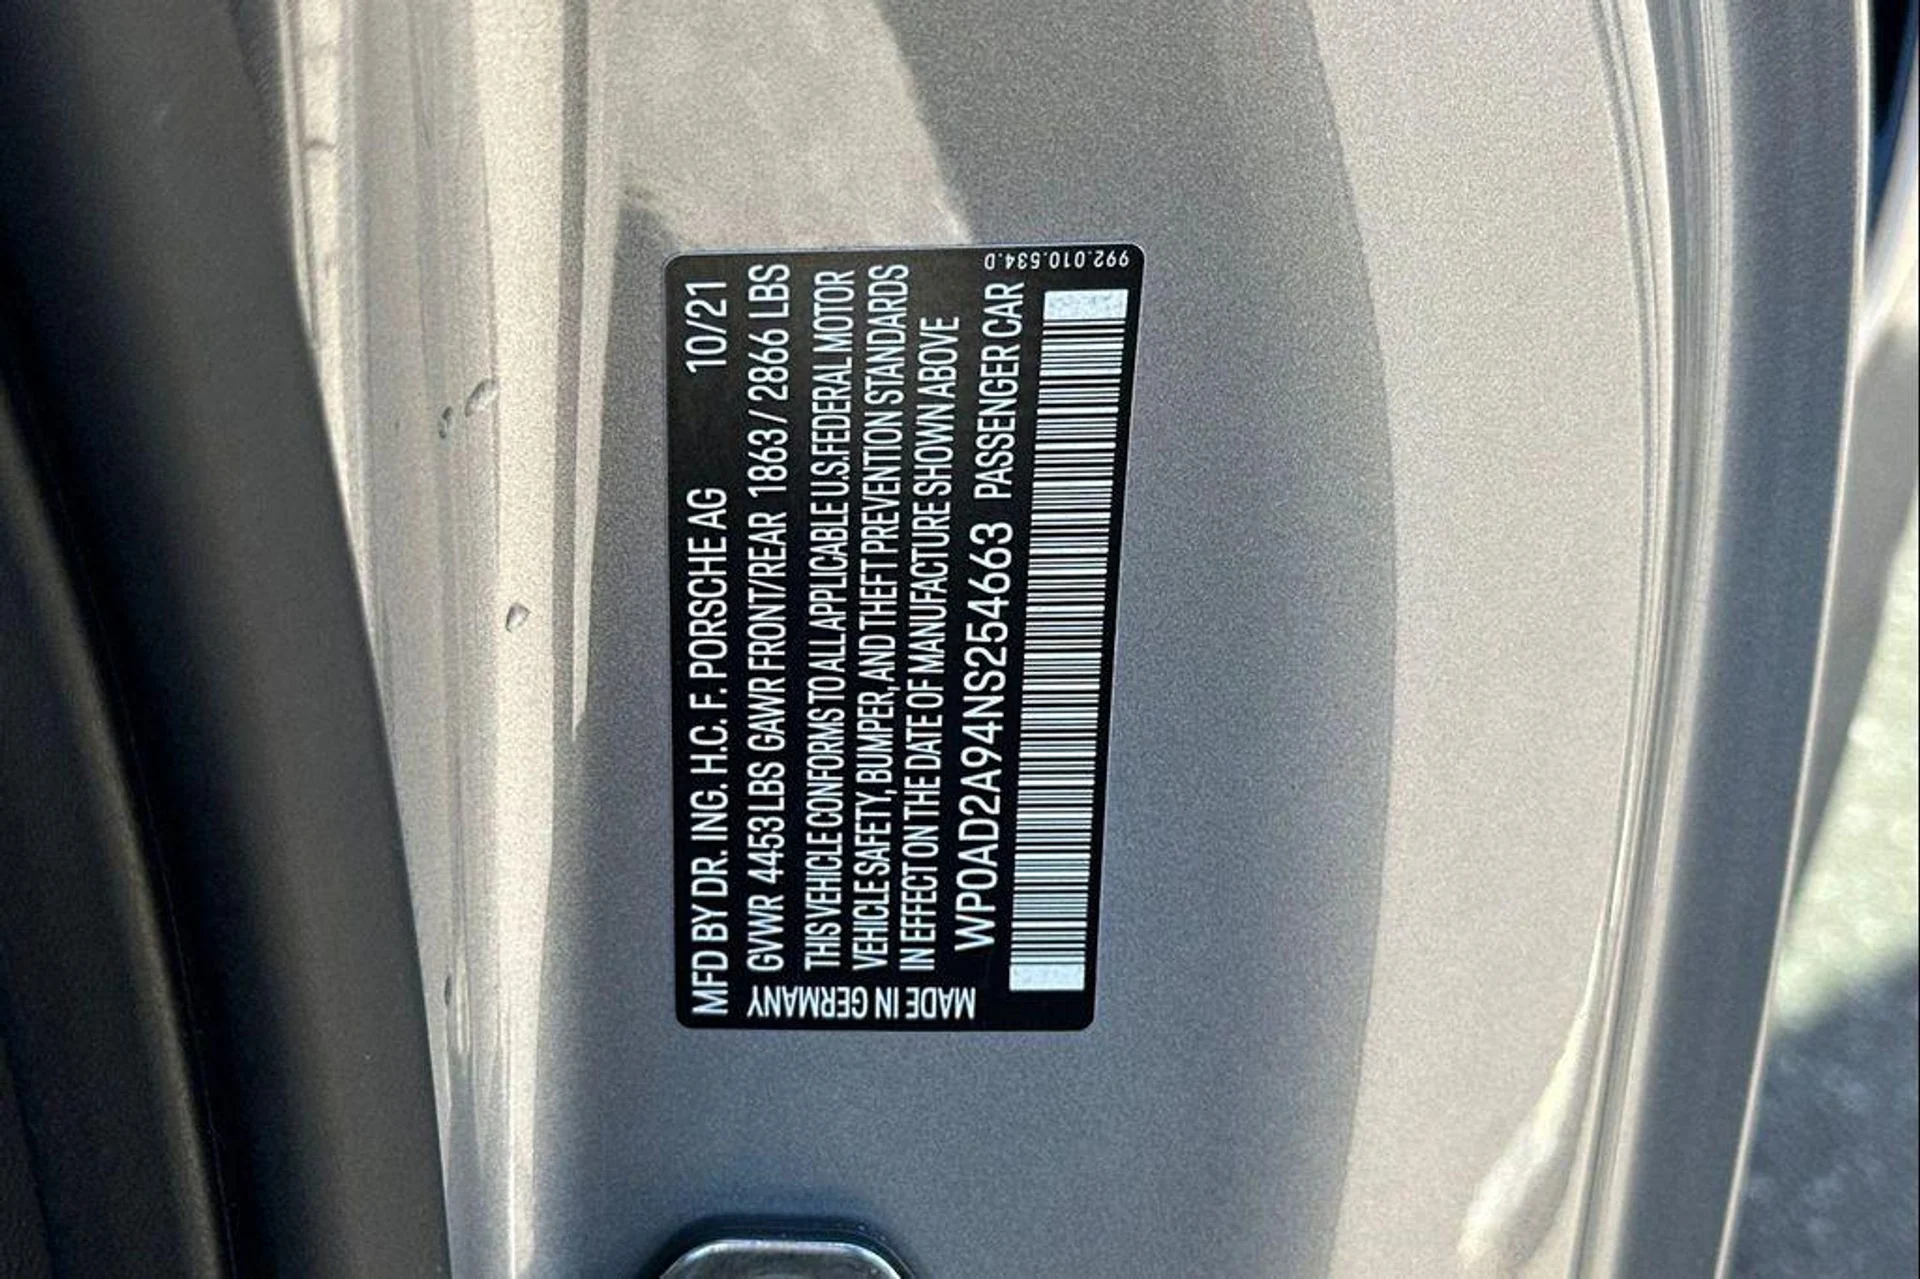 MFD BY DR. ING. H.C. F. PORSCHE AG 10/21
GVWR 4453 LBS GAWR FRONT/REAR 1863 / 2866 LBS
THIS VEHICLE CONFORMS TO ALL APPLICABLE U.S. FEDERAL MOTOR
VEHICLE SAFETY, BUMPER, AND THEFT PREVENTION STANDARDS
IN EFFECT ON THE DATE OF MANUFACTURE SHOWN ABOVE
WP0AD2A94NS254663 PASSENGER CAR
MADE IN GERMANY
992.010.534.D